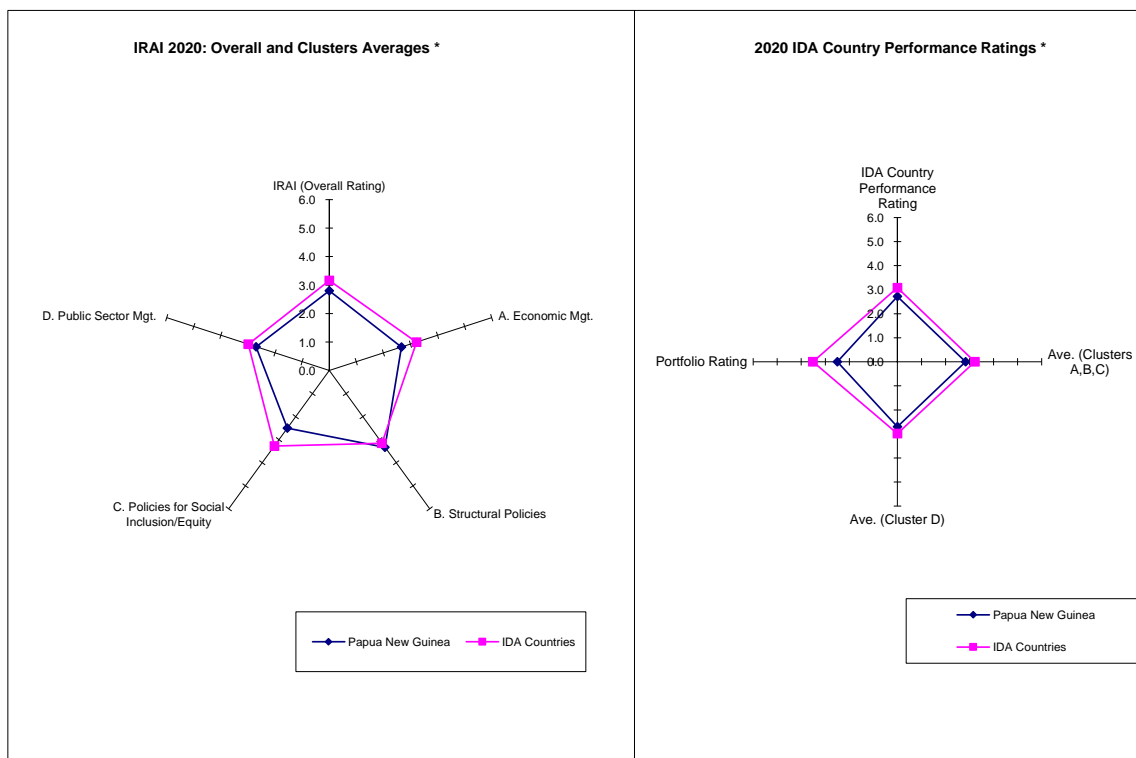 IRAI 2020: Overall and Clusters Averages *
IRAI (Overall Rating)
6.0
5.0
4.0
3.0
2.0
1.0
0.0
A. Economic Mgt.
D. Public Sector Mgt.
C. Policies for Social
Inclusion/Equity
B. Structural Policies
Papua New Guinea
IDA Countries
2020 IDA Country Performance Ratings *
IDA Country
Performance
Rating
6.0
5.0
4.0
3.0
2.0
1.0
0.0
Portfolio Rating
Ave. (Clusters
A,B,C)
Ave. (Cluster D)
Papua New Guinea
IDA Countries